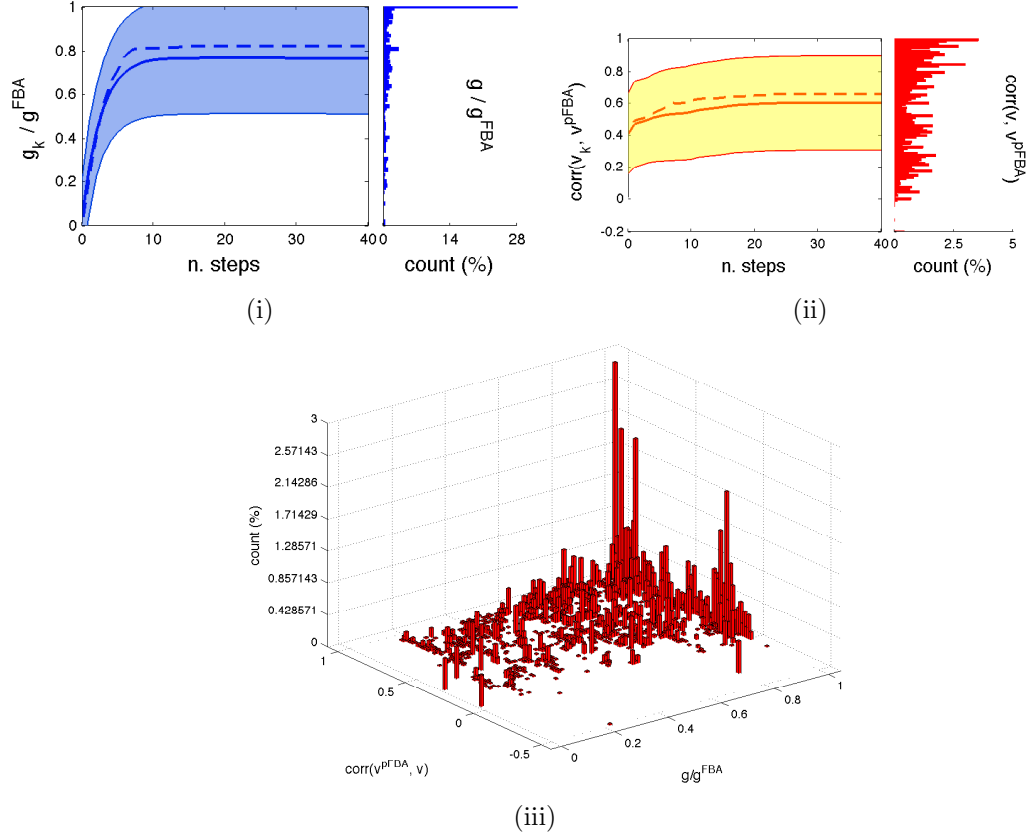 1
0.8
0.6
0.4
0.2
0
g_k / g^FBA
0 10 20 30 40
n. steps
0 14 28
count (%)
g / g^FBA
(i)
1
0.8
0.6
0.4
0.2
0
-0.2
corr(v_k, v^pFBA)
0 10 20 30 40
n. steps
0 2.5 5
count (%)
corr(v, v^pFBA)
(ii)
3
2.57143
2.14286
1.71429
1.28571
0.857143
0.428571
0
count (%)
1
0.5
0
-0.5
corr(v^pFBA, v)
0
0.2
0.4
0.6
0.8
1
g/g^FBA
(iii)